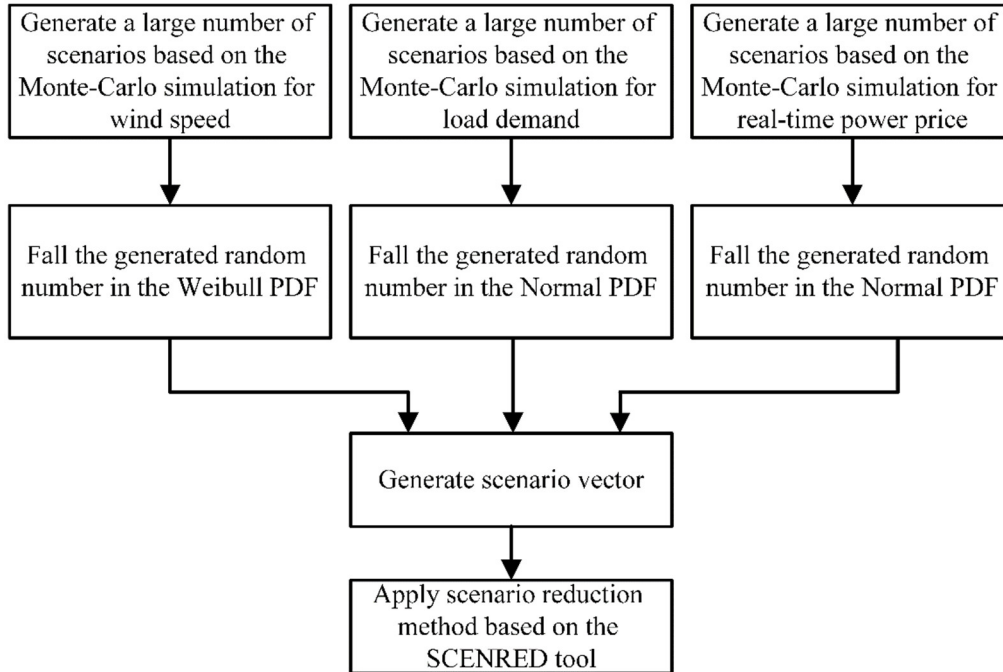 Generate a large number of
scenarios based on the
Monte-Carlo simulation for
wind speed
Generate a large number of
scenarios based on the
Monte-Carlo simulation for
load demand
Generate a large number of
scenarios based on the
Monte-Carlo simulation for
real-time power price
Fall the generated random
number in the Weibull PDF
Fall the generated random
number in the Normal PDF
Fall the generated random
number in the Normal PDF
Generate scenario vector
Apply scenario reduction
method based on the
SCENRED tool